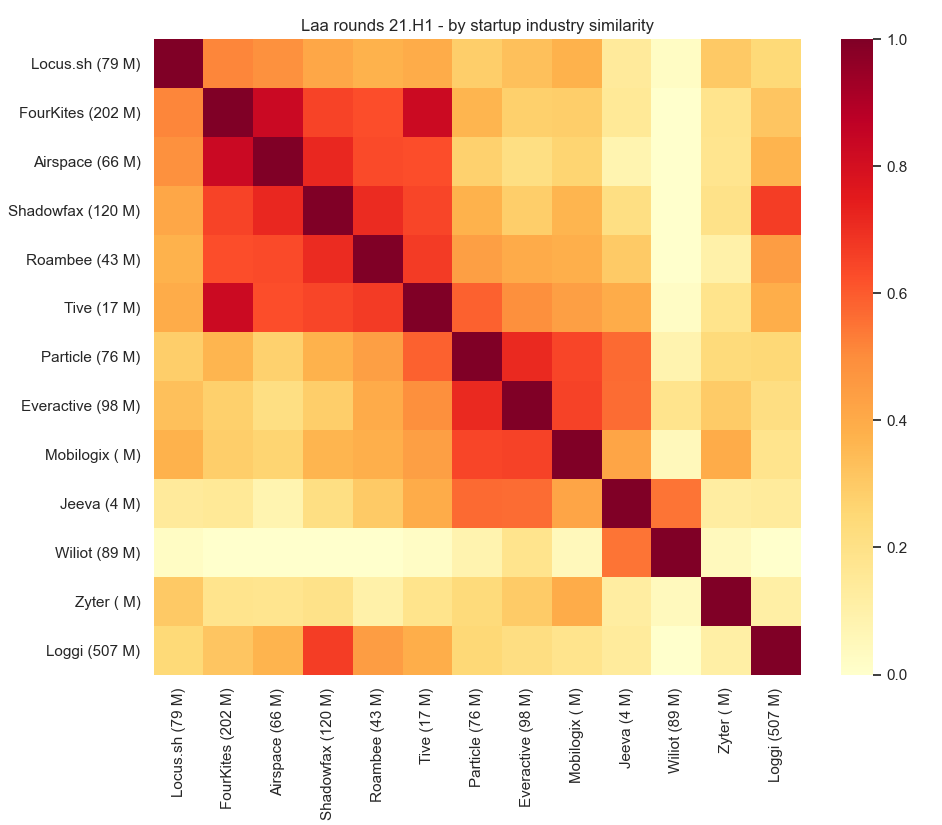 Laa rounds 21.H1 - by startup industry similarity
Locus.sh (79 M)
FourKites (202 M)
Airspace (66 M)
Shadowfax (120 M)
Roambee (43 M)
Tive (17 M)
Particle (76 M)
Everactive (98 M)
Mobilogix ( M)
Jeeva (4 M)
Wiliot (89 M)
Zyter ( M)
Loggi (507 M)
Locus.sh (79 M)
FourKites (202 M)
Airspace (66 M)
Shadowfax (120 M)
Roambee (43 M)
Tive (17 M)
Particle (76 M)
Everactive (98 M)
Mobilogix ( M)
Jeeva (4 M)
Wiliot (89 M)
Zyter ( M)
Loggi (507 M)
1.0
0.8
0.6
0.4
0.2
0.0